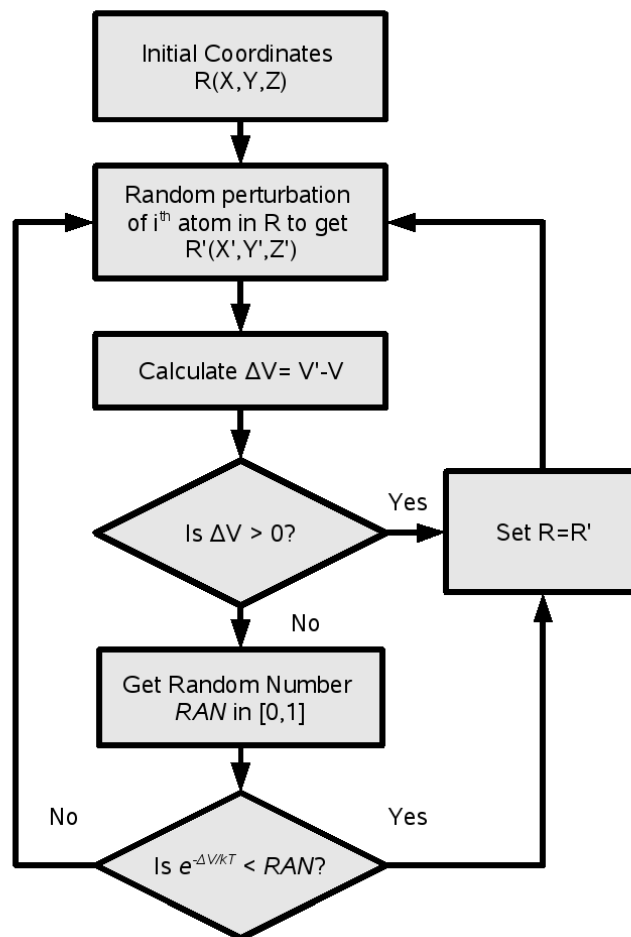 Initial Coordinates
R(X,Y,Z)
Random perturbation
of iᵗʰ atom in R to get
R'(X',Y',Z')
Calculate ΔV= V'-V
Is ΔV > 0?
Yes
Set R=R'
No
Get Random Number
RAN in [0,1]
No
Yes
Is e^-ΔV/kT < RAN?